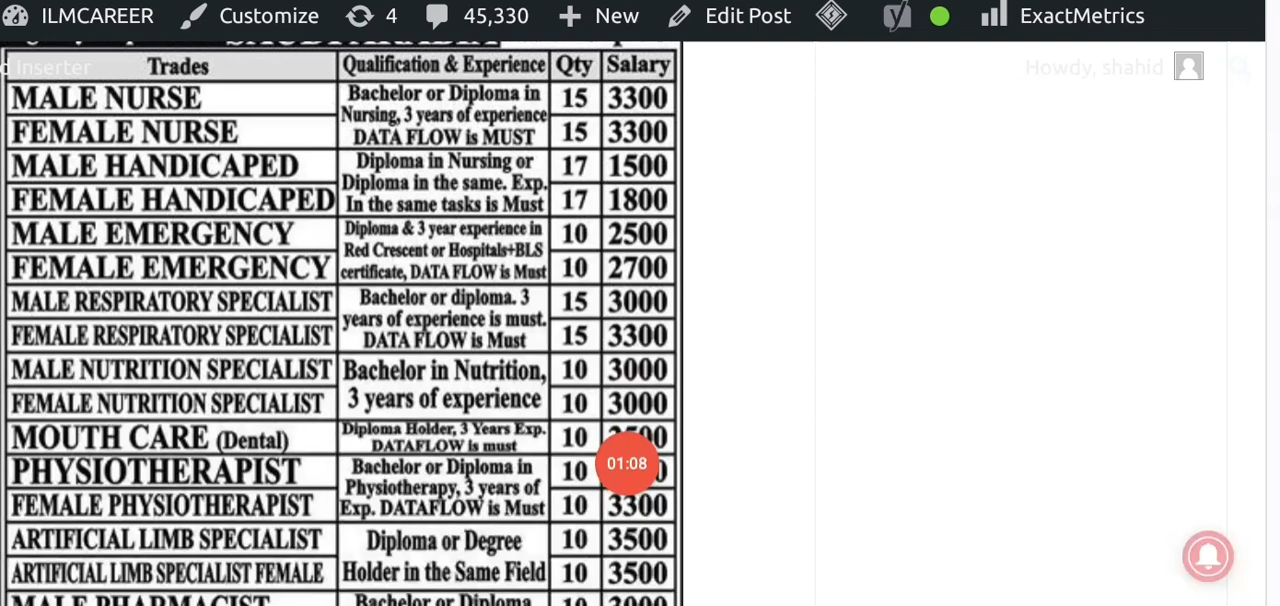 ILMCAREER Customize 4 45,330 New Edit Post ExactMetrics
Inserter
Howdy, shahid
Trades Qualification & Experience Qty Salary
MALE NURSE 15 3300
Bachelor or Diploma in
Nursing, 3 years of experience
DATA FLOW is MUST
FEMALE NURSE 15 3300
MALE HANDICAPED 17 1500
Diploma in Nursing or
Diploma in the same. Exp.
In the same tasks is Must
FEMALE HANDICAPED 17 1800
MALE EMERGENCY 10 2500
Diploma & 3 year experience in
Red Crescent or Hospitals+BLS
certificate, DATA FLOW is Must
FEMALE EMERGENCY 10 2700
MALE RESPIRATORY SPECIALIST 15 3000
Bachelor or diploma. 3
years of experience is must.
DATA FLOW is Must
FEMALE RESPIRATORY SPECIALIST 15 3300
MALE NUTRITION SPECIALIST 10 3000
Bachelor in Nutrition,
3 years of experience
FEMALE NUTRITION SPECIALIST 10 3000
MOUTH CARE (Dental) 10
Diploma Holder, 3 Years Exp.
DATAFLOW is must
PHYSIOTHERAPIST 10
Bachelor or Diploma in
Physiotherapy, 3 years of
Exp. DATAFLOW is Must
01:08
FEMALE PHYSIOTHERAPIST 10 3300
ARTIFICIAL LIMB SPECIALIST 10 3500
Diploma or Degree
Holder in the Same Field
ARTIFICIAL LIMB SPECIALIST FEMALE 10 3500
MALE PHARMACIST Bachelor or Diploma 10 3000